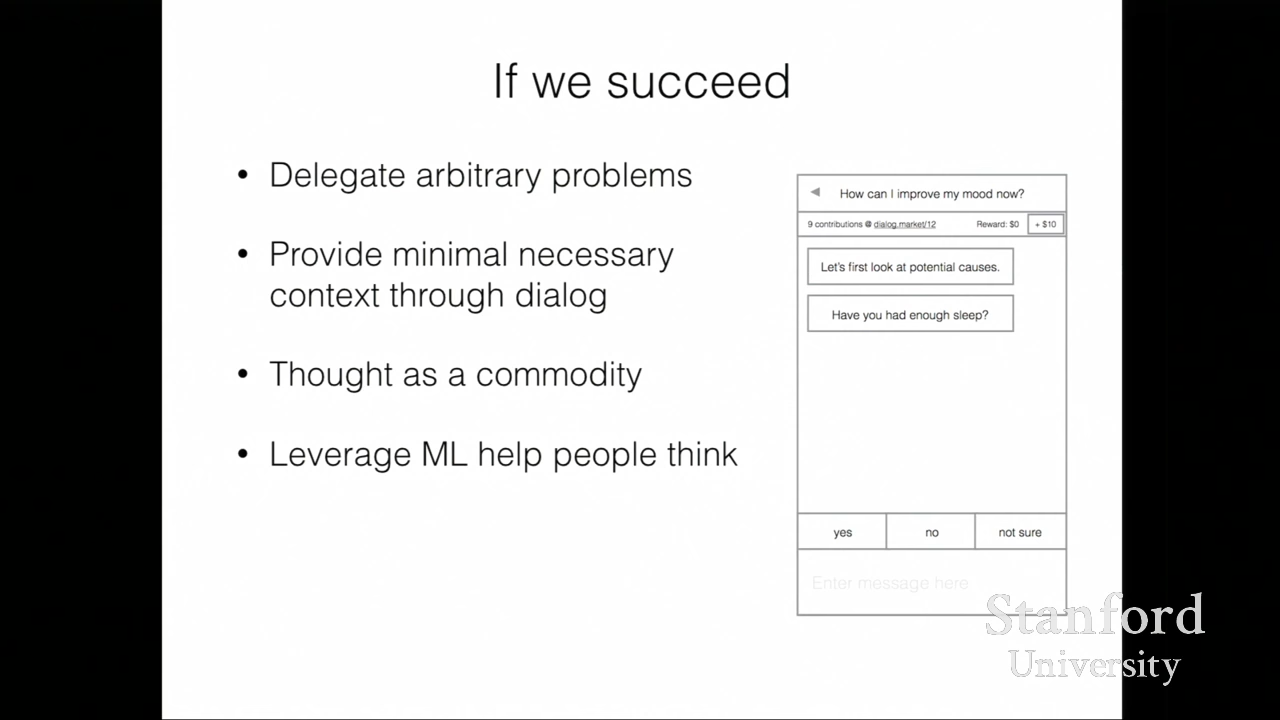 If we succeed
• Delegate arbitrary problems
• Provide minimal necessary
context through dialog
• Thought as a commodity
• Leverage ML help people think
How can I improve my mood now?
9 contributions @ dialog.market/12 Reward: $0 + $10
Let's first look at potential causes.
Have you had enough sleep?
yes no not sure
Enter message here
Stanford
University